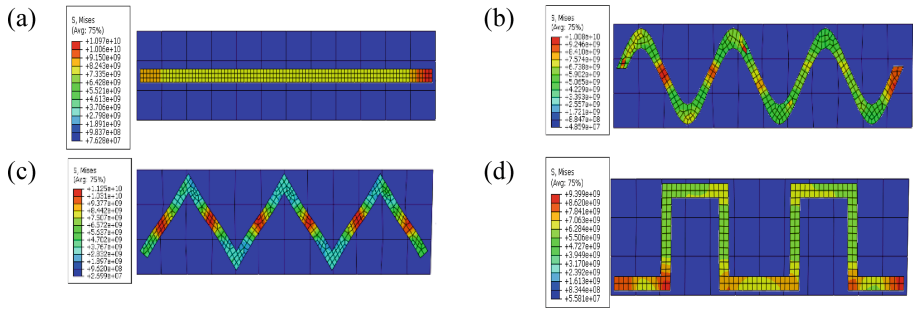 (a)
S, Mises
(Avg: 75%)
+1.097e+10
+1.006e+10
+9.150e+09
+8.243e+09
+7.335e+09
+6.428e+09
+5.521e+09
+4.613e+09
+3.706e+09
+2.798e+09
+1.891e+09
+9.837e+08
+7.628e+07
(b)
S, Mises
(Avg: 75%)
+1.008e+10
+9.246e+09
+8.410e+09
+7.574e+09
+6.738e+09
+5.902e+09
+5.065e+09
+4.229e+09
+3.393e+09
+2.557e+09
+1.721e+09
+8.847e+08
+4.859e+07
(c)
S, Mises
(Avg: 75%)
+1.125e+10
+1.031e+10
+9.377e+09
+8.442e+09
+7.507e+09
+6.572e+09
+5.637e+09
+4.702e+09
+3.767e+09
+2.832e+09
+1.897e+09
+9.620e+08
(d)
S, Mises
(Avg: 75%)
+9.399e+09
+8.620e+09
+7.841e+09
+7.063e+09
+6.284e+09
+5.506e+09
+4.727e+09
+3.949e+09
+3.170e+09
+2.392e+09
+1.613e+09
+8.344e+08
+5.581e+07